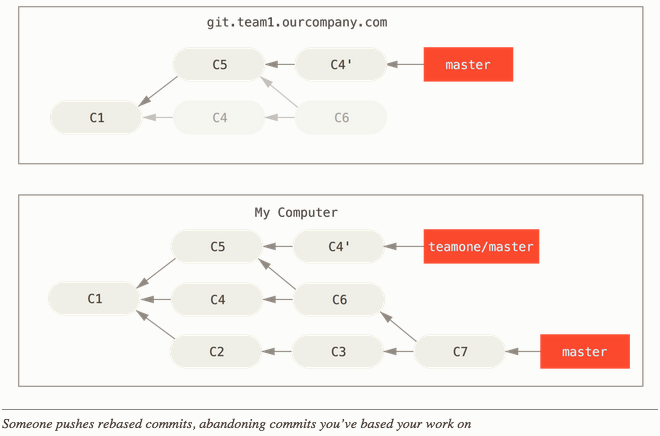 git.team1.ourcompany.com
C5
C4'
master
C1
C4
C6
My Computer
C5
C4'
teamone/master
C1
C4
C6
C2
C3
C7
master
Someone pushes rebased commits, abandoning commits you’ve based your work on